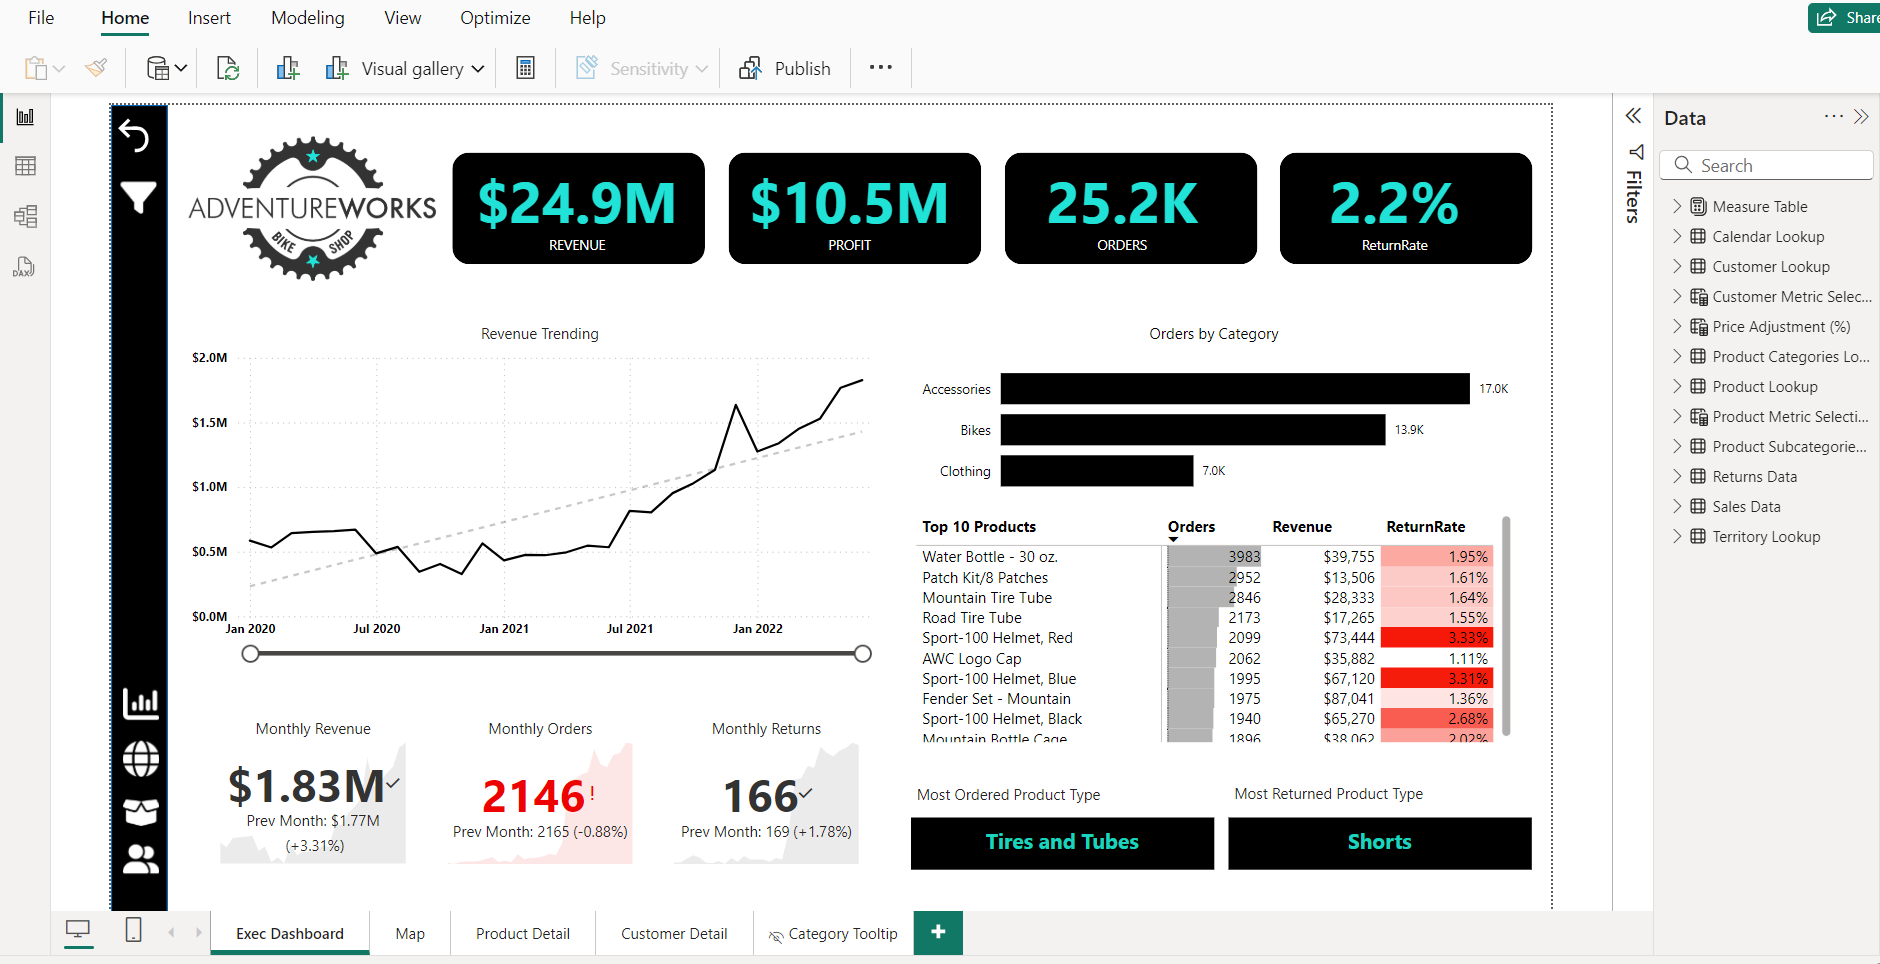 File Home Insert Modeling View Optimize Help
Share
Visual gallery Sensitivity Publish
DAX
ADVENTUREWORKS
BIKE SHOP
$24.9M
REVENUE
$10.5M
PROFIT
25.2K
ORDERS
2.2%
ReturnRate
Revenue Trending
$2.0M
$1.5M
$1.0M
$0.5M
$0.0M
Jan 2020 Jul 2020 Jan 2021 Jul 2021 Jan 2022
Orders by Category
Accessories 17.0K
Bikes 13.9K
Clothing 7.0K
Top 10 Products Orders Revenue ReturnRate
Water Bottle - 30 oz. 3983 $39,755 1.95%
Patch Kit/8 Patches 2952 $13,506 1.61%
Mountain Tire Tube 2846 $28,333 1.64%
Road Tire Tube 2173 $17,265 1.55%
Sport-100 Helmet, Red 2099 $73,444 3.33%
AWC Logo Cap 2062 $35,882 1.11%
Sport-100 Helmet, Blue 1995 $67,120 3.31%
Fender Set - Mountain 1975 $87,041 1.36%
Sport-100 Helmet, Black 1940 $65,270 2.68%
Mountain Bottle Cage 1896 $38,062 2.02%
Monthly Revenue
$1.83M
Prev Month: $1.77M
(+3.31%)
Monthly Orders
2146!
Prev Month: 2165 (-0.88%)
Monthly Returns
166
Prev Month: 169 (+1.78%)
Most Ordered Product Type
Tires and Tubes
Most Returned Product Type
Shorts
Filters
Data
Search
Measure Table
Calendar Lookup
Customer Lookup
Customer Metric Selec...
Price Adjustment (%)
Product Categories Lo...
Product Lookup
Product Metric Selecti...
Product Subcategorie...
Returns Data
Sales Data
Territory Lookup
Exec Dashboard Map Product Detail Customer Detail Category Tooltip